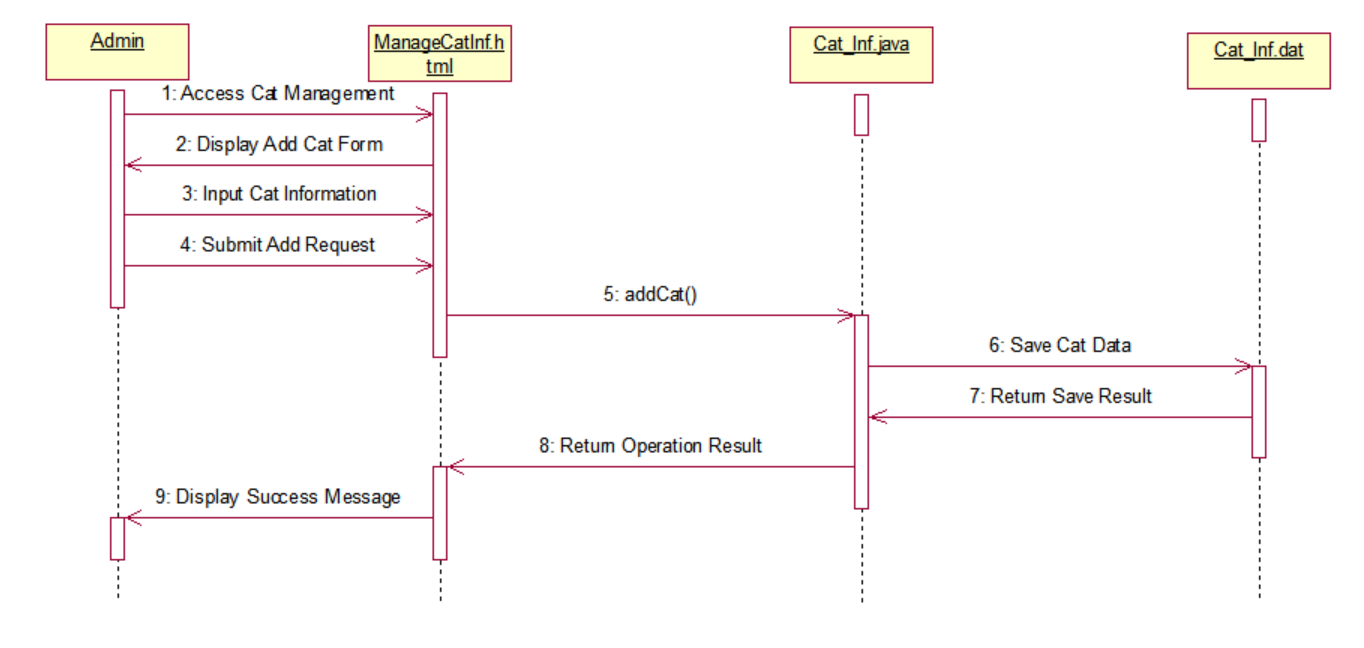 Admin
ManageCatInf.h
tml
Cat_Inf.java
Cat_Inf.dat
1: Access Cat Management
2: Display Add Cat Form
3: Input Cat Information
4: Submit Add Request
5: addCat()
6: Save Cat Data
7: Return Save Result
8: Return Operation Result
9: Display Success Message